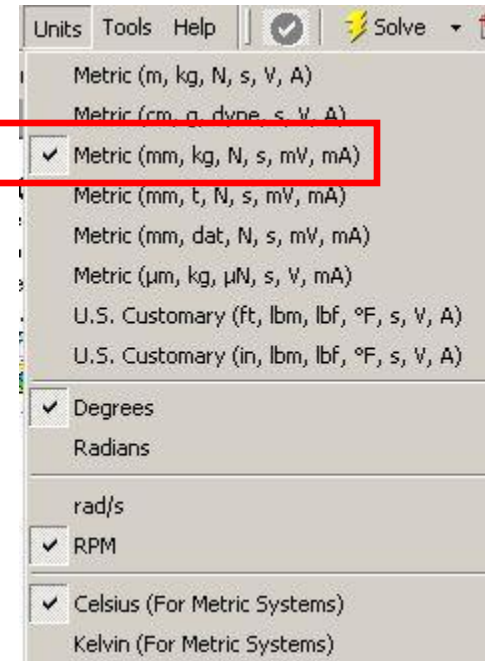 Units Tools Help Solve
Metric (m, kg, N, s, V, A)
Metric (cm, g, dyne, s, V, A)
Metric (mm, kg, N, s, mV, mA)
Metric (mm, t, N, s, mV, mA)
Metric (mm, dat, N, s, mV, mA)
Metric (µm, kg, µN, s, V, mA)
U.S. Customary (ft, lbm, lbf, °F, s, V, A)
U.S. Customary (in, lbm, lbf, °F, s, V, A)
Degrees
Radians
rad/s
RPM
Celsius (For Metric Systems)
Kelvin (For Metric Systems)